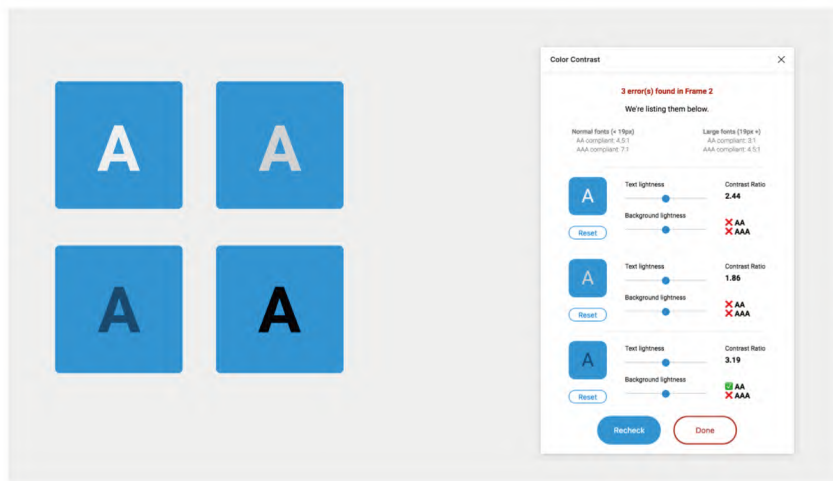 A
A
A
A
Color Contrast
3 error(s) found in Frame 2
We're listing them below.
Normal fonts (< 19px)
AA compliant: 4.5:1
AAA compliant: 7:1
Large fonts (19px +)
AA compliant: 3:1
AAA compliant: 4.5:1
A
Reset
Text lightness
Background lightness
Contrast Ratio
2.44
❌ AA
❌ AAA
A
Reset
Text lightness
Background lightness
Contrast Ratio
1.86
❌ AA
❌ AAA
A
Reset
Text lightness
Background lightness
Contrast Ratio
3.19
✅ AA
❌ AAA
Recheck
Done